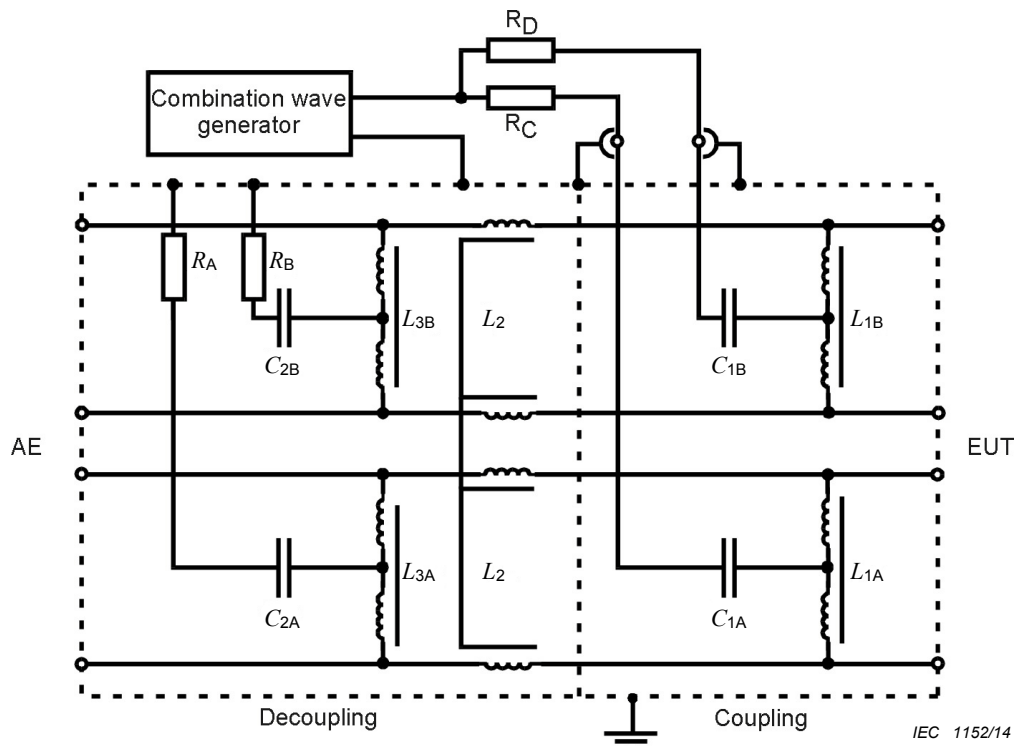 R_D
Combination wave
generator
R_C
R_A
R_B
L_3B
L_2
L_1B
C_2B
C_1B
AE
EUT
L_3A
L_2
L_1A
C_2A
C_1A
Decoupling
Coupling
IEC 1152/14